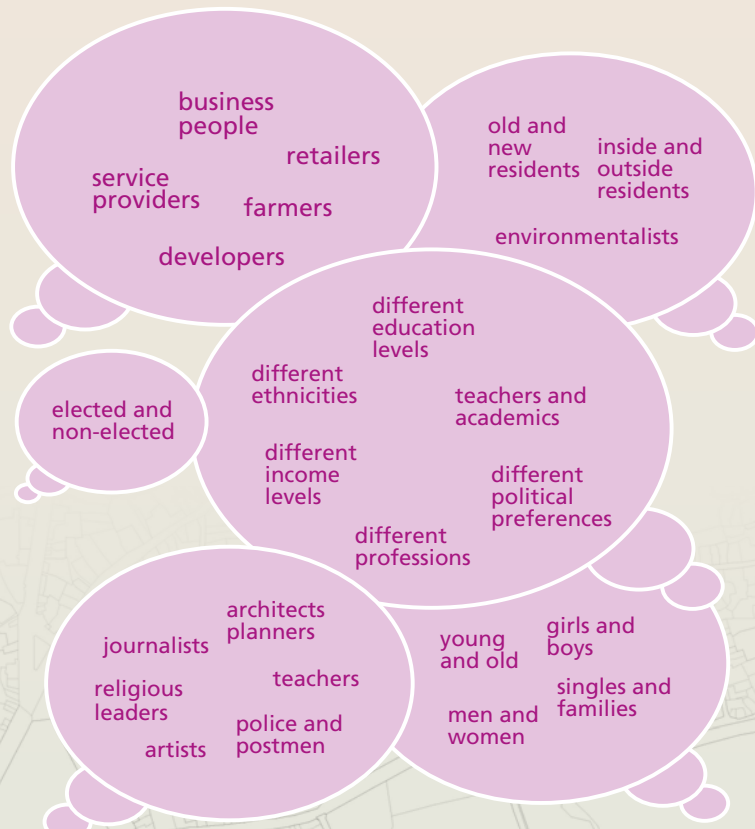 business
people
retailers
service
providers
farmers
developers
old and
new
residents
inside and
outside
residents
environmentalists
different
education
levels
different
ethnicities
teachers and
academics
different
income
levels
different
political
preferences
different
professions
elected and
non-elected
architects
planners
journalists
teachers
religious
leaders
police and
postmen
artists
young
and old
girls and
boys
singles and
families
men and
women